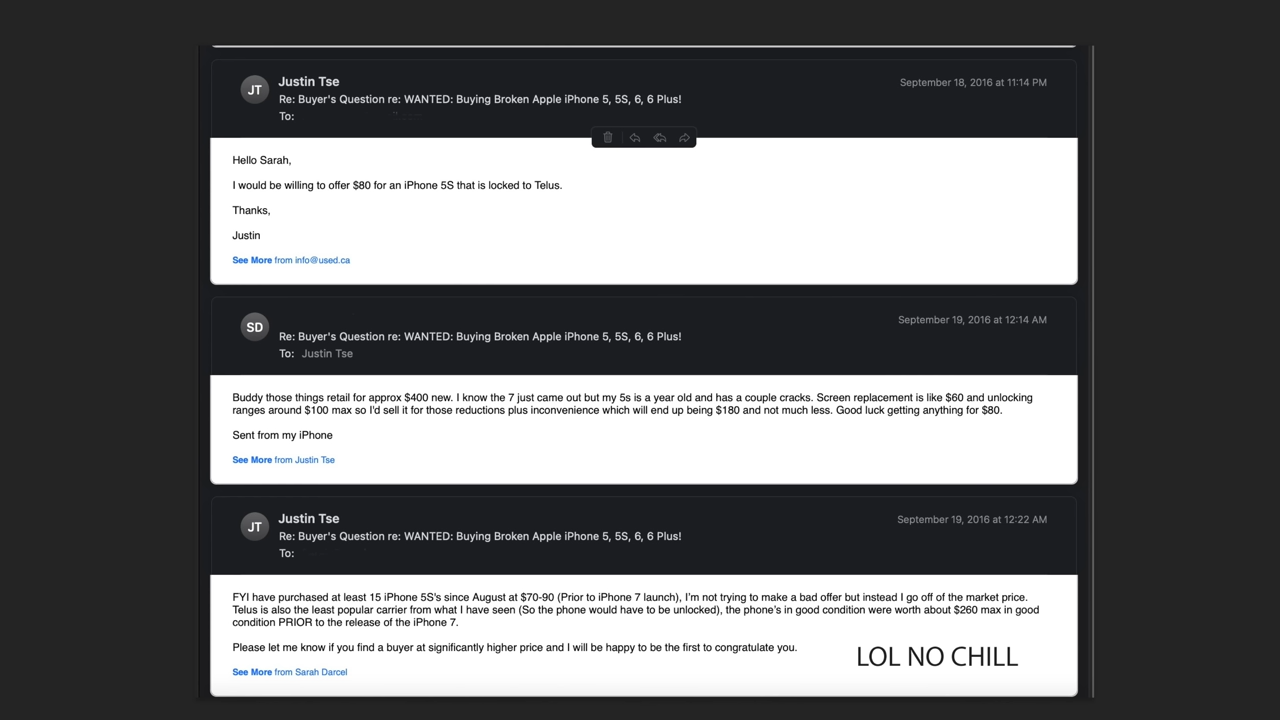 JT
Justin Tse
September 18, 2016 at 11:14 PM
Re: Buyer's Question re: WANTED: Buying Broken Apple iPhone 5, 5S, 6, 6 Plus!
To:
Hello Sarah,
I would be willing to offer $80 for an iPhone 5S that is locked to Telus.
Thanks,
Justin
See More from info@used.ca
SD
September 19, 2016 at 12:14 AM
Re: Buyer's Question re: WANTED: Buying Broken Apple iPhone 5, 5S, 6, 6 Plus!
To: Justin Tse
Buddy those things retail for approx $400 new. I know the 7 just came out but my 5s is a year old and has a couple cracks. Screen replacement is like $60 and unlocking
ranges around $100 max so I'd sell it for those reductions plus inconvenience which will end up being $180 and not much less. Good luck getting anything for $80.
Sent from my iPhone
See More from Justin Tse
JT
Justin Tse
September 19, 2016 at 12:22 AM
Re: Buyer's Question re: WANTED: Buying Broken Apple iPhone 5, 5S, 6, 6 Plus!
To:
FYI have purchased at least 15 iPhone 5S's since August at $70-90 (Prior to iPhone 7 launch), I'm not trying to make a bad offer but instead I go off of the market price.
Telus is also the least popular carrier from what I have seen (So the phone would have to be unlocked), the phone's in good condition were worth about $260 max in good
condition PRIOR to the release of the iPhone 7.
Please let me know if you find a buyer at significantly higher price and I will be happy to be the first to congratulate you.
LOL NO CHILL
See More from Sarah Darcel